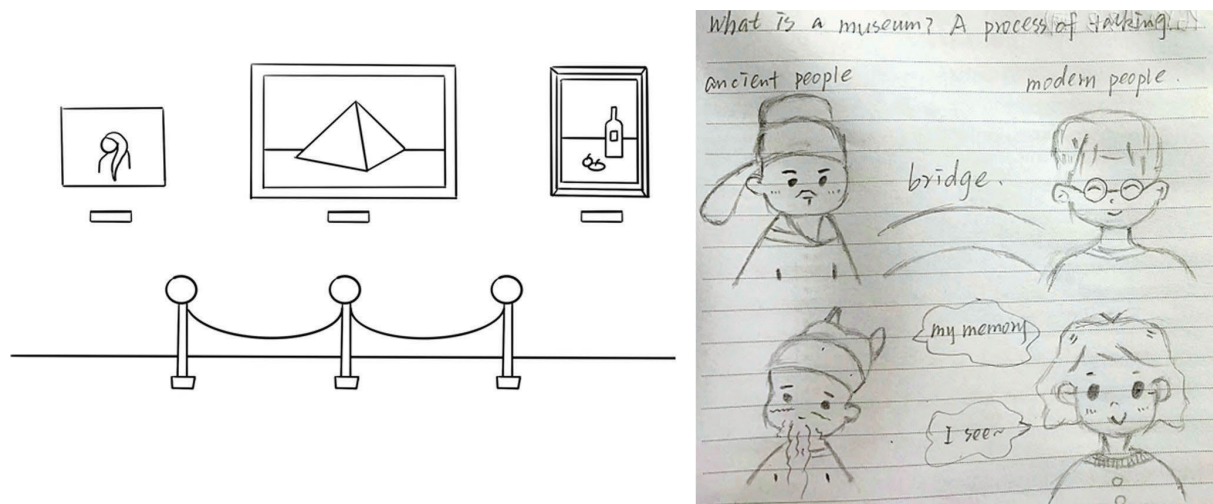 What is a museum? A process of talking.
ancient people
modern people.
bridge.
my memory
I see~